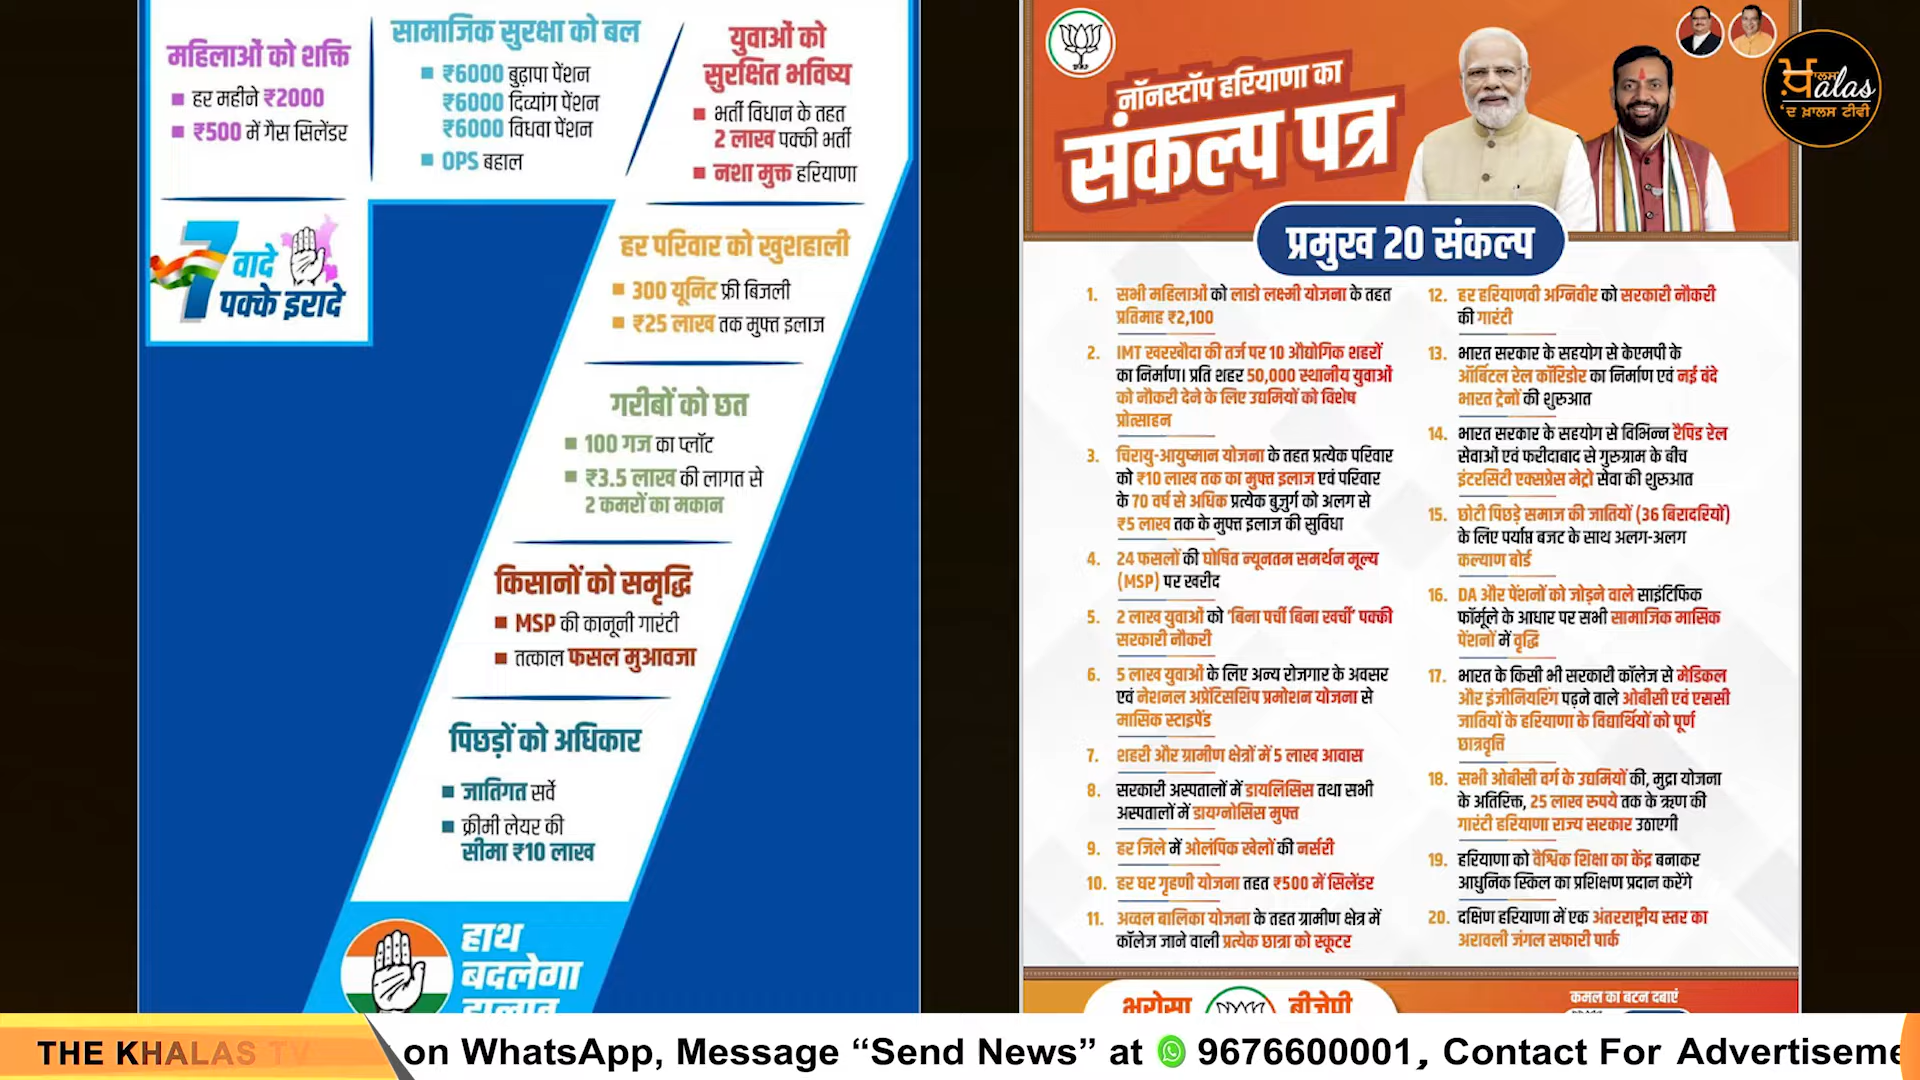 महिलाओं को शक्ति
हर महीने ₹2000
₹500 में गैस सिलेंडर
सामाजिक सुरक्षा को बल
₹6000 बुढ़ापा पेंशन
₹6000 दिव्यांग पेंशन
₹6000 विधवा पेंशन
OPS बहाल
युवाओं को
सुरक्षित भविष्य
भर्ती विधान के तहत
2 लाख पक्की भर्ती
नशा मुक्त हरियाणा
7 वादे
पक्के इरादे
हर परिवार को खुशहाली
300 यूनिट फ्री बिजली
₹25 लाख तक मुफ्त इलाज
गरीबों को छत
100 गज का प्लॉट
₹3.5 लाख की लागत से
2 कमरों का मकान
किसानों को समृद्धि
MSP की कानूनी गारंटी
तत्काल फसल मुआवजा
पिछड़ों को अधिकार
जातिगत सर्वे
क्रीमी लेयर की
सीमा ₹10 लाख
हाथ
बदलेगा
नॉनस्टॉप हरियाणा का
संकल्प पत्र
प्रमुख 20 संकल्प
1. सभी महिलाओं को लाडो लक्ष्मी योजना के तहत
प्रतिमाह ₹2,100
2. IMT खरखौदा की तर्ज पर 10 औद्योगिक शहरों
का निर्माण। प्रति शहर 50,000 स्थानीय युवाओं
को नौकरी देने के लिए उद्यमियों को विशेष
प्रोत्साहन
3. चिरायु-आयुष्मान योजना के तहत प्रत्येक परिवार
को ₹10 लाख तक का मुफ्त इलाज एवं परिवार
के 70 वर्ष से अधिक प्रत्येक बुजुर्ग को अलग से
₹5 लाख तक के मुफ्त इलाज की सुविधा
4. 24 फसलों की घोषित न्यूनतम समर्थन मूल्य
(MSP) पर खरीद
5. 2 लाख युवाओं को 'बिना पर्ची बिना खर्ची' पक्की
सरकारी नौकरी
6. 5 लाख युवाओं के लिए अन्य रोजगार के अवसर
एवं नेशनल अप्रेंटिसशिप प्रमोशन योजना से
मासिक स्टाइपेंड
7. शहरी और ग्रामीण क्षेत्रों में 5 लाख आवास
8. सरकारी अस्पतालों में डायलिसिस तथा सभी
अस्पतालों में डायग्नोसिस मुफ्त
9. हर जिले में ओलंपिक खेलों की नर्सरी
10. हर घर गृहणी योजना तहत ₹500 में सिलेंडर
11. अव्वल बालिका योजना के तहत ग्रामीण क्षेत्र में
कॉलेज जाने वाली प्रत्येक छात्रा को स्कूटर
12. हर हरियाणवी अग्निवीर को सरकारी नौकरी
की गारंटी
13. भारत सरकार के सहयोग से केएमपी के
ऑर्बिटल रेल कॉरिडोर का निर्माण एवं नई वंदे
भारत ट्रेनों की शुरुआत
14. भारत सरकार के सहयोग से विभिन्न रैपिड रेल
सेवाओं एवं फरीदाबाद से गुरुग्राम के बीच
इंटरसिटी एक्सप्रेस मेट्रो सेवा की शुरुआत
15. छोटी पिछड़े समाज की जातियों (36 बिरादरियों)
के लिए पर्याप्त बजट के साथ अलग-अलग
कल्याण बोर्ड
16. DA और पेंशनों को जोड़ने वाले साइंटिफिक
फॉर्मूले के आधार पर सभी सामाजिक मासिक
पेंशनों में वृद्धि
17. भारत के किसी भी सरकारी कॉलेज से मेडिकल
और इंजीनियरिंग पढ़ने वाले ओबीसी एवं एससी
जातियों के हरियाणा के विद्यार्थियों को पूर्ण
छात्रवृत्ति
18. सभी ओबीसी वर्ग के उद्यमियों की, मुद्रा योजना
के अतिरिक्त, 25 लाख रुपये तक के ऋण की
गारंटी हरियाणा राज्य सरकार उठाएगी
19. हरियाणा को वैश्विक शिक्षा का केंद्र बनाकर
आधुनिक स्किल का प्रशिक्षण प्रदान करेंगे
20. दक्षिण हरियाणा में एक अंतरराष्ट्रीय स्तर का
अरावली जंगल सफारी पार्क
भरोसा बीजेपी
कमल का बटन दबाएं
ਖ਼ਾਲਸ
alas
'ਦ ਖ਼ਾਲਸ ਟੀਵੀ
THE KHALAS TV
on WhatsApp, Message “Send News” at 9676600001, Contact For Advertiseme